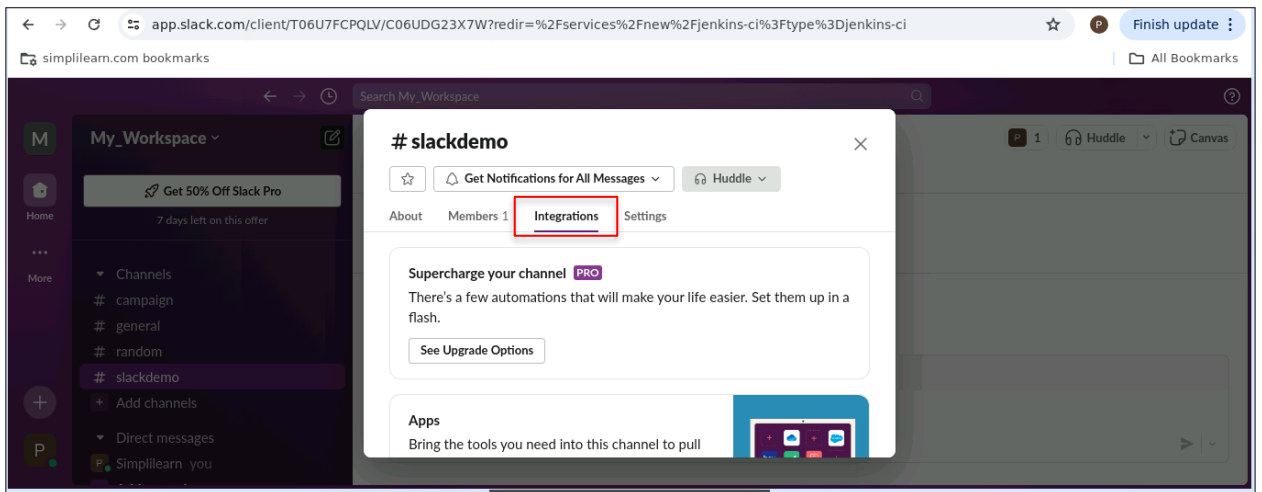 app.slack.com/client/T06U7FCPQLV/C06UDG23X7W?redir=%2Fservices%2Fnew%2Fjenkins-ci%3Ftype%3Djenkins-ci
P
Finish update
simplilearn.com bookmarks
All Bookmarks
Search My_Workspace
M
My_Workspace
Get 50% Off Slack Pro
7 days left on this offer
Home
More
Channels
# campaign
# general
# random
# slackdemo
+ Add channels
Direct messages
P
P Simplilearn you
# slackdemo
Get Notifications for All Messages
Huddle
About Members 1 Integrations Settings
Supercharge your channel PRO
There's a few automations that will make your life easier. Set them up in a
flash.
See Upgrade Options
Apps
Bring the tools you need into this channel to pull
P 1 Huddle Canvas